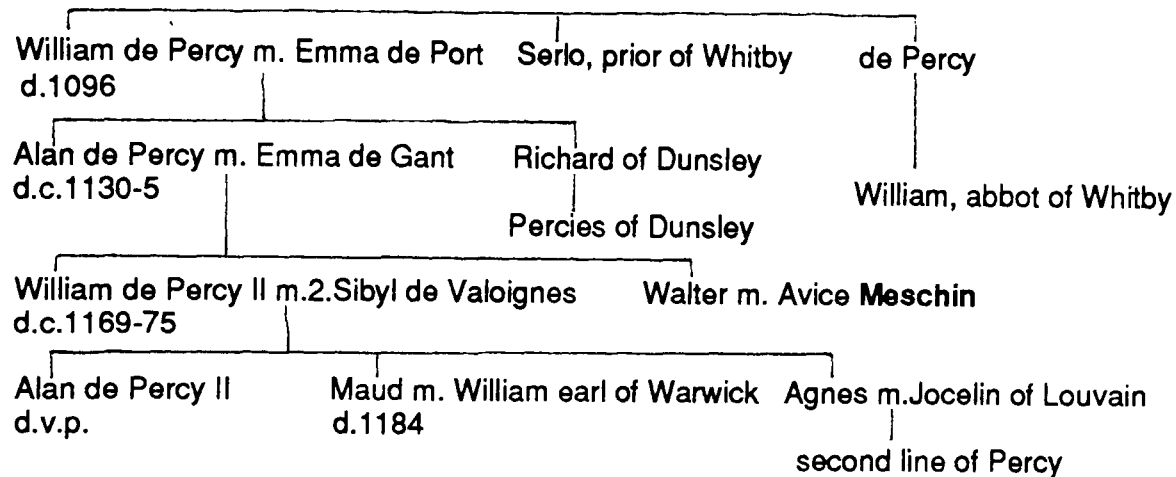 William de Percy m. Emma de Port Serlo, prior of Whitby de Percy
d.1096
Alan de Percy m. Emma de Gant Richard of Dunsley
d.c.1130-5
William, abbot of Whitby
Percies of Dunsley
William de Percy II m.2.Sibyl de Valoignes Walter m. Avice Meschin
d.c.1169-75
Alan de Percy II Maud m. William earl of Warwick Agnes m.Jocelin of Louvain
d.v.p. d.1184
second line of Percy